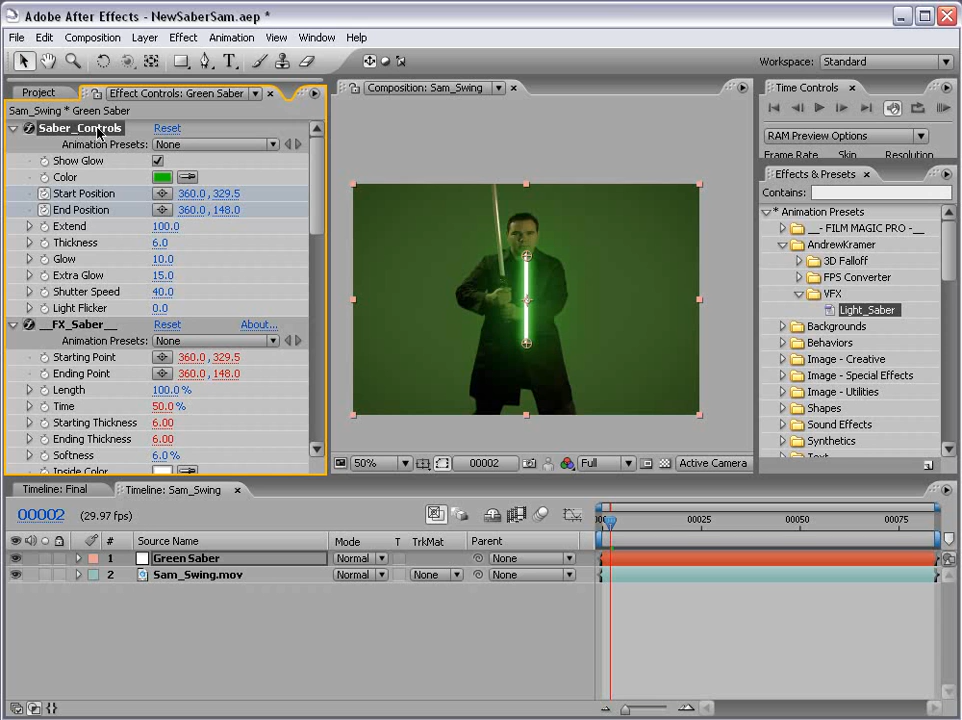 Adobe After Effects - NewSaberSam.aep *
File Edit Composition Layer Effect Animation View Window Help
Workspace: Standard
Project Effect Controls: Green Saber
Sam_Swing * Green Saber
Saber_Controls Reset
Animation Presets: None
Show Glow
Color
Start Position 360.0, 329.5
End Position 360.0, 148.0
Extend 100.0
Thickness 6.0
Glow 10.0
Extra Glow 15.0
Shutter Speed 40.0
Light Flicker 0.0
__FX_Saber__ Reset About...
Animation Presets: None
Starting Point 360.0, 329.5
Ending Point 360.0, 148.0
Length 100.0 %
Time 50.0 %
Starting Thickness 6.00
Ending Thickness 6.00
Softness 6.0 %
Inside Color
Composition: Sam_Swing
50% 00002 Full Active Camera
Time Controls
RAM Preview Options
Frame Rate Skip Resolution
Effects & Presets
Contains:
* Animation Presets
__- FILM MAGIC PRO -__
AndrewKramer
3D Falloff
FPS Converter
VFX
Light_Saber
Backgrounds
Behaviors
Image - Creative
Image - Special Effects
Image - Utilities
Shapes
Sound Effects
Synthetics
Text
Timeline: Final Timeline: Sam_Swing
00002 (29.97 fps)
00025 00050 00075
# Source Name Mode T TrkMat Parent
1 Green Saber Normal None
2 Sam_Swing.mov Normal None None